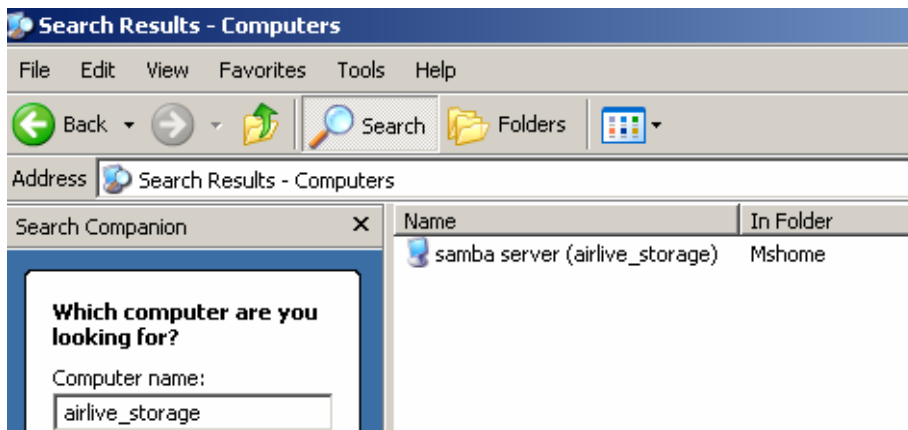 Search Results - Computers
File Edit View Favorites Tools Help
Back Search Folders
Address Search Results - Computers
Search Companion x Name In Folder
samba server (airlive_storage) Mshome
Which computer are you
looking for?
Computer name:
airlive_storage